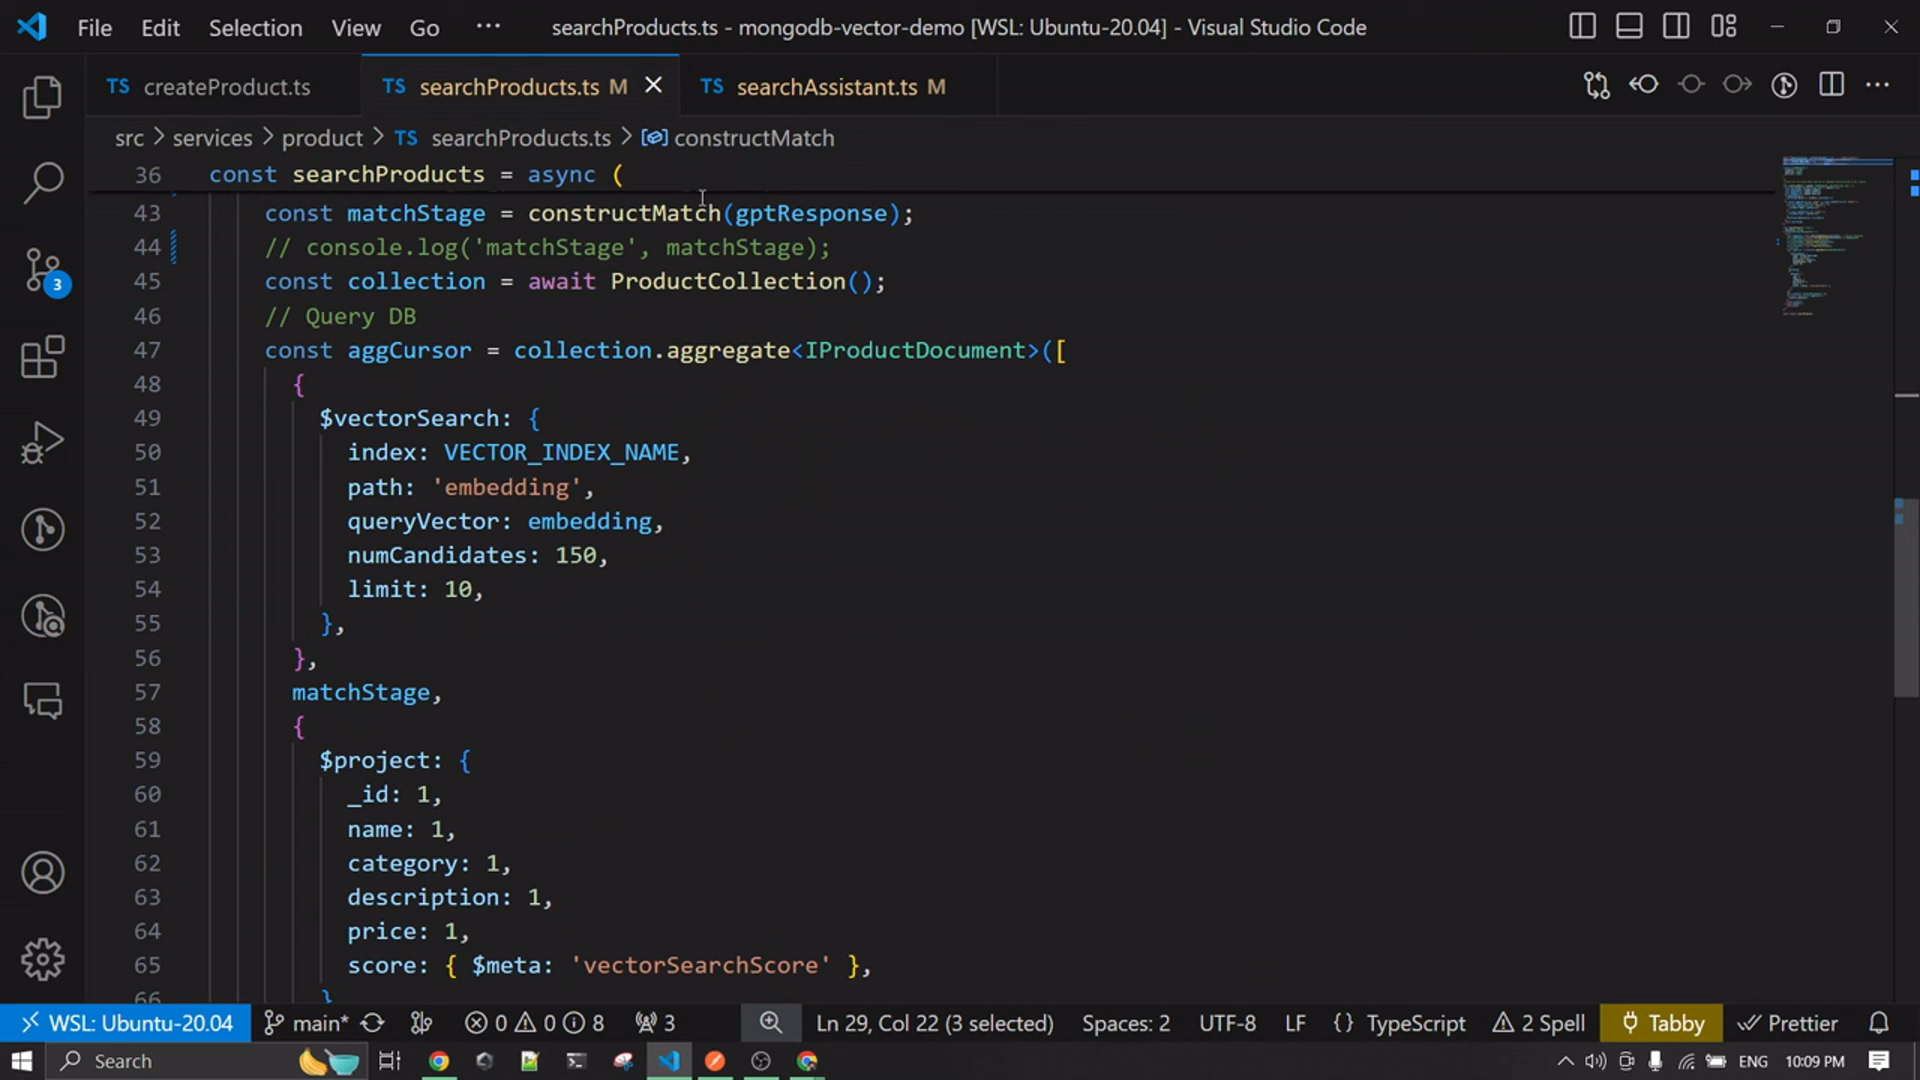 File Edit Selection View Go ··· searchProducts.ts - mongodb-vector-demo [WSL: Ubuntu-20.04] - Visual Studio Code
TS createProduct.ts TS searchProducts.ts M TS searchAssistant.ts M
src > services > product > TS searchProducts.ts > constructMatch
36 const searchProducts = async (
43 const matchStage = constructMatch(gptResponse);
44 // console.log('matchStage', matchStage);
45 const collection = await ProductCollection();
46 // Query DB
47 const aggCursor = collection.aggregate<IProductDocument>([
48 {
49 $vectorSearch: {
50 index: VECTOR_INDEX_NAME,
51 path: 'embedding',
52 queryVector: embedding,
53 numCandidates: 150,
54 limit: 10,
55 },
56 },
57 matchStage,
58 {
59 $project: {
60 _id: 1,
61 name: 1,
62 category: 1,
63 description: 1,
64 price: 1,
65 score: { $meta: 'vectorSearchScore' },
66 }
3
WSL: Ubuntu-20.04 main* 0 0 8 3 Ln 29, Col 22 (3 selected) Spaces: 2 UTF-8 LF {} TypeScript 2 Spell Tabby Prettier
Search ENG 10:09 PM